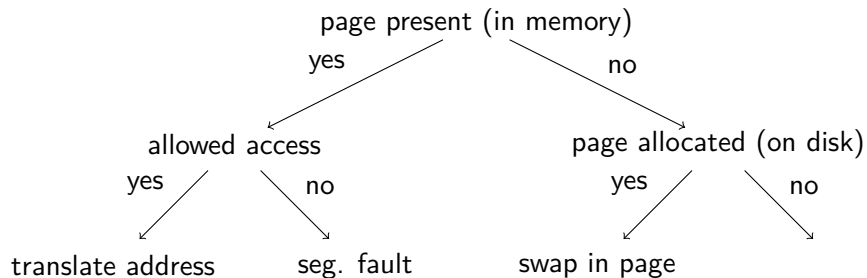 page present (in memory)
yes
no
allowed access
page allocated (on disk)
yes
no
yes
no
translate address
seg. fault
swap in page